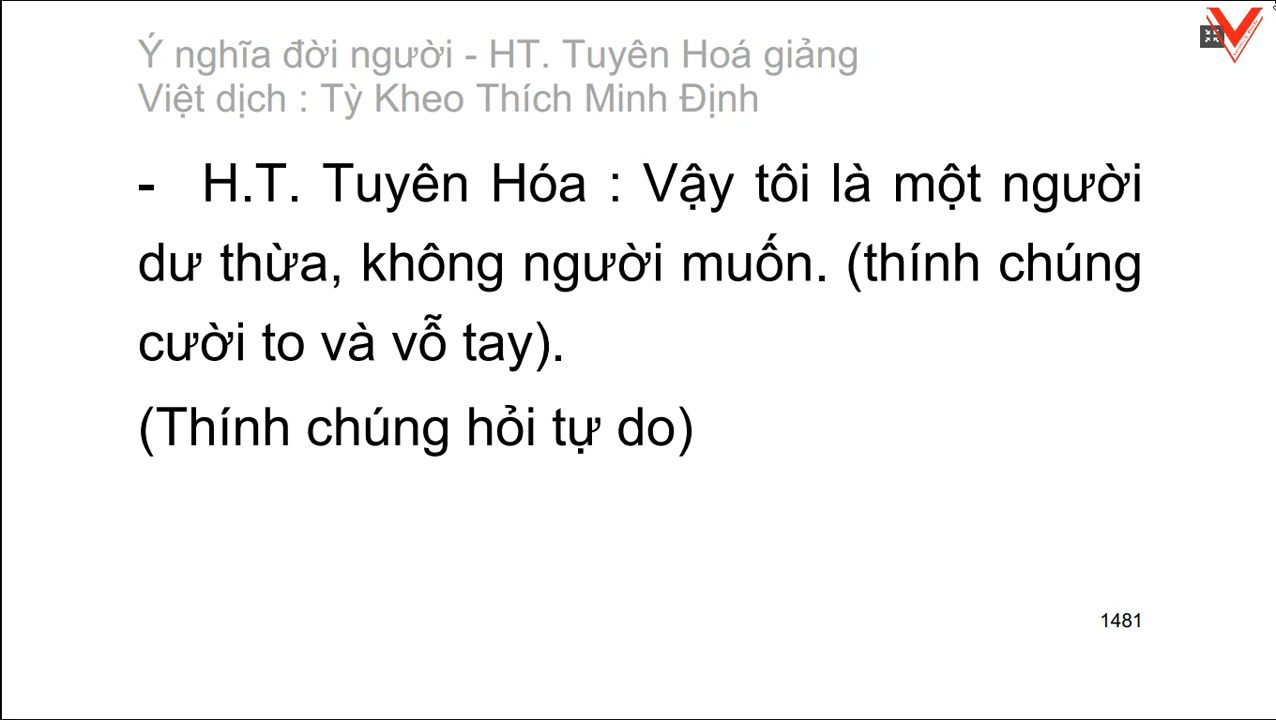 Ý nghĩa đời người - HT. Tuyên Hoá giảng
Việt dịch : Tỳ Kheo Thích Minh Định
- H.T. Tuyên Hóa : Vậy tôi là một người
dư thừa, không người muốn. (thính chúng
cười to và vỗ tay).
(Thính chúng hỏi tự do)
1481